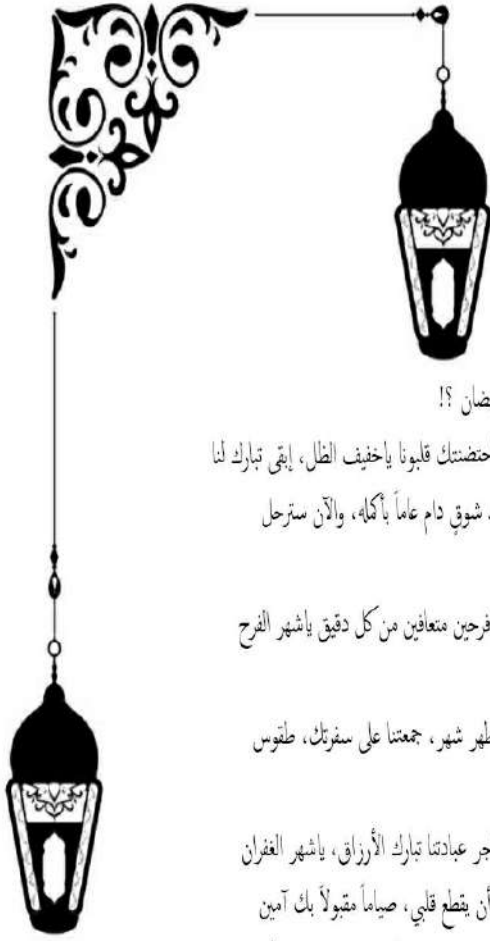 ضان ؟!
حتضنتك قلوبنا ياخفيف الظل، إبقى تبارك لنا
شوقٍ دام عاماً بأكمله، والآن سترحل
فرحين متعافين من كل دقيق ياشهر الفرح
طهر شهر، جمعتنا على سفرتك، طقوس
جر عبادتنا تبارك الأرزاق، ياشهر الغفران
أن يقطع قلبي، صياماً مقبولاً بك آمين